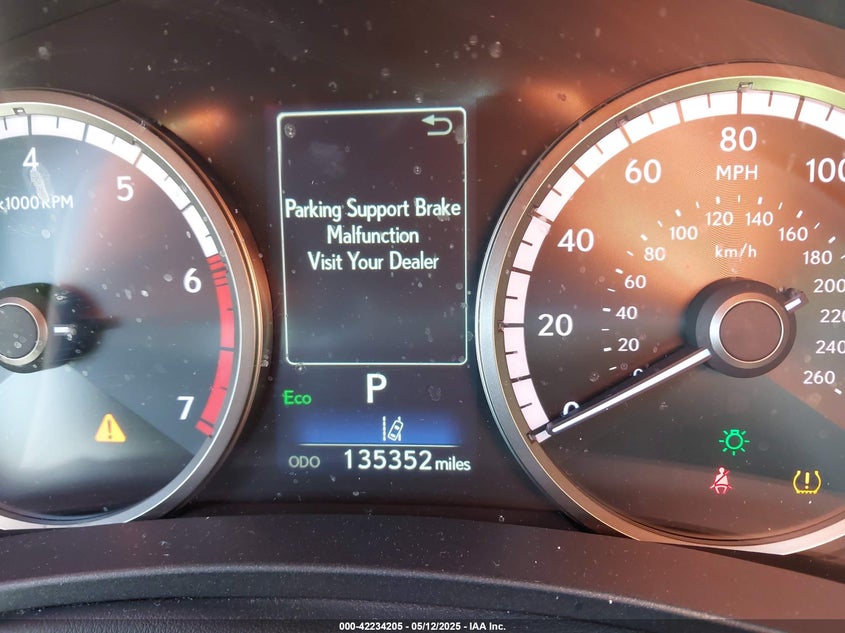 4
5
6
7
x1000 RPM
Parking Support Brake
Malfunction
Visit Your Dealer
Eco
P
ODO 135352 miles
0
20
40
60
80
100
MPH
km/h
0
20
40
60
80
100
120
140
160
180
200
220
240
260
000-42234205 - 05/12/2025 - IAA Inc.